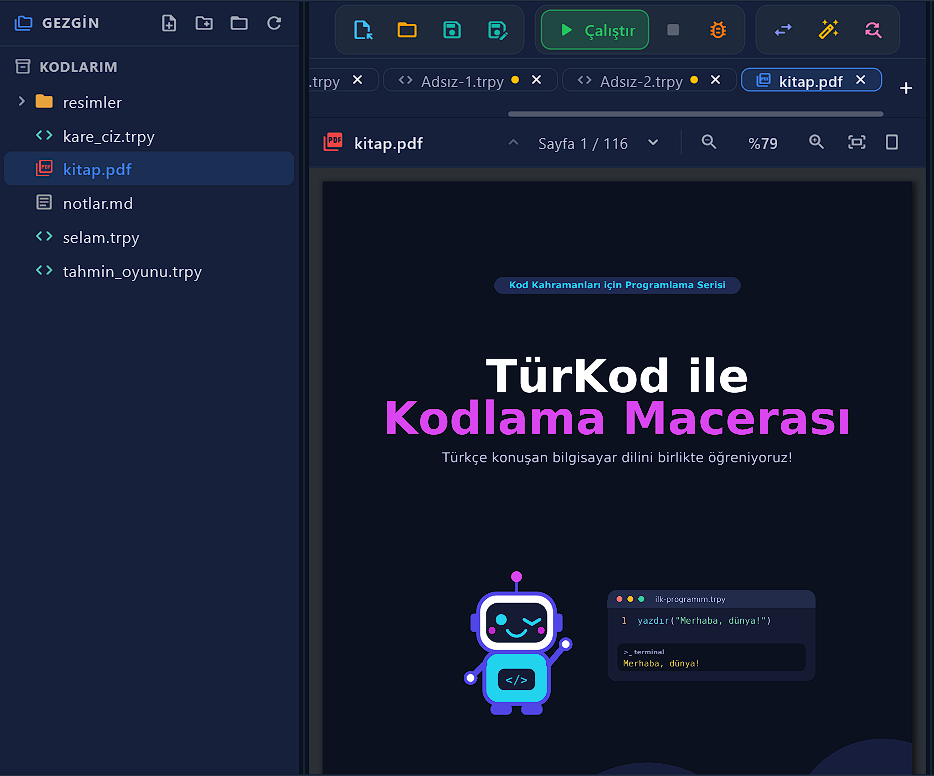 GEZGİN
KODLARIM
resimler
kare_ciz.trpy
kitap.pdf
notlar.md
selam.trpy
tahmin_oyunu.trpy
Çalıştır
.trpy
Adsız-1.trpy
Adsız-2.trpy
kitap.pdf
PDF kitap.pdf
Sayfa 1 / 116
%79
Kod Kahramanları için Programlama Serisi
TürKod ile
Kodlama Macerası
Türkçe konuşan bilgisayar dilini birlikte öğreniyoruz!
</>
ilk-programım.trpy
1 yazdır("Merhaba, dünya!")
>_ terminal
Merhaba, dünya!